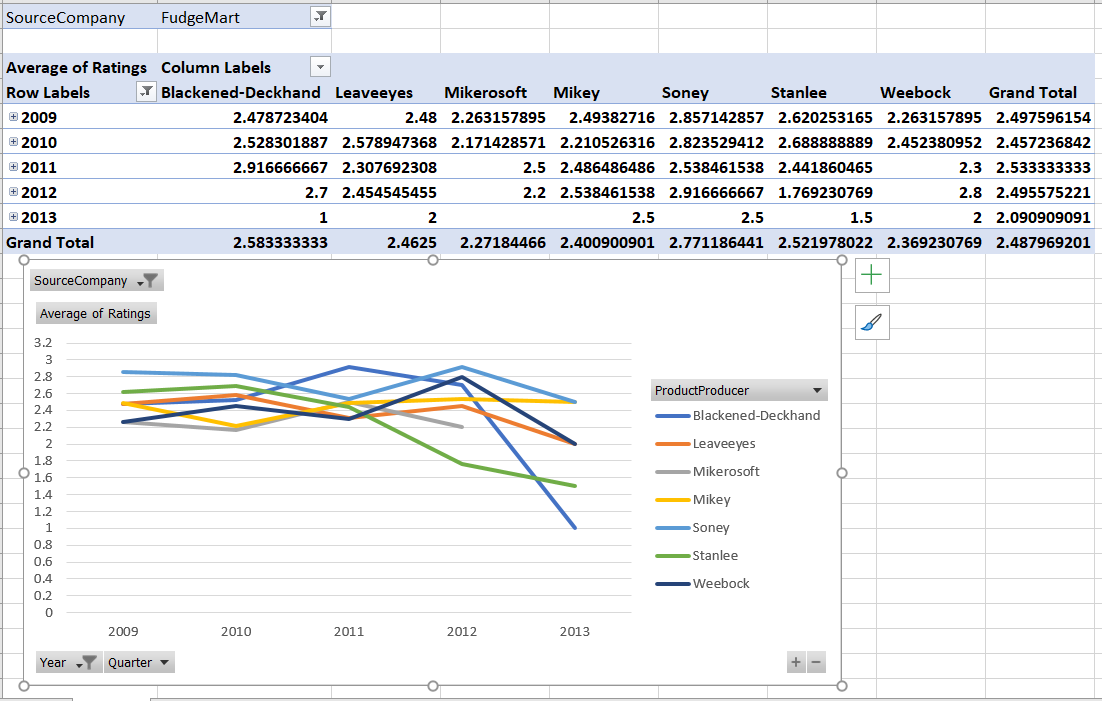 SourceCompany FudgeMart
Average of Ratings Column Labels
Row Labels Blackened-Deckhand Leaveeyes Mikerosoft Mikey Soney Stanlee Weebock Grand Total
2009 2.478723404 2.48 2.263157895 2.49382716 2.857142857 2.620253165 2.263157895 2.497596154
2010 2.528301887 2.578947368 2.171428571 2.210526316 2.823529412 2.688888889 2.452380952 2.457236842
2011 2.916666667 2.307692308 2.5 2.486486486 2.538461538 2.441860465 2.3 2.533333333
2012 2.7 2.454545455 2.2 2.538461538 2.916666667 1.769230769 2.8 2.495575221
2013 1 2 2.5 2.5 1.5 2 2.090909091
Grand Total 2.583333333 2.4625 2.27184466 2.400900901 2.771186441 2.521978022 2.369230769 2.487969201
SourceCompany
Average of Ratings
3.2
3
2.8
2.6
2.4
2.2
2
1.8
1.6
1.4
1.2
1
0.8
0.6
0.4
0.2
0
2009 2010 2011 2012 2013
ProductProducer
Blackened-Deckhand
Leaveeyes
Mikerosoft
Mikey
Soney
Stanlee
Weebock
Year Quarter